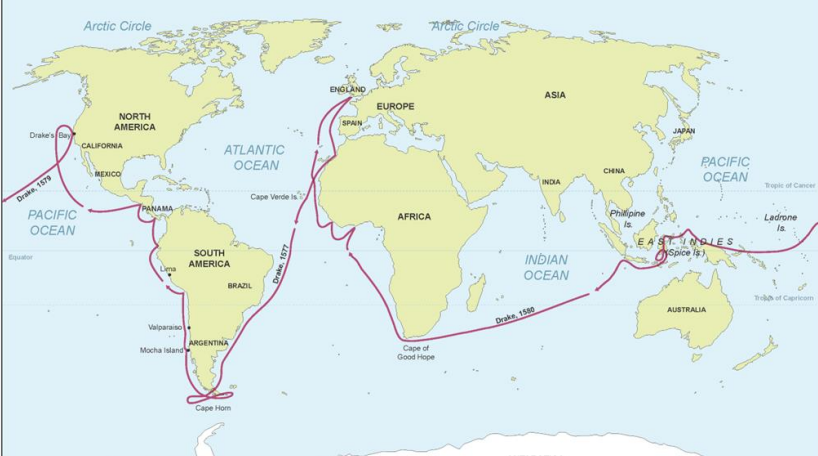 Arctic Circle
Arctic Circle
ENGLAND
EUROPE
ASIA
NORTH
AMERICA
SPAIN
Drake's Bay
CALIFORNIA
JAPAN
ATLANTIC
OCEAN
MEXICO
CHINA
PACIFIC
OCEAN
INDIA
Tropic of Cancer
Drake, 1579
Cape Verde Is.
PANAMA
PACIFIC
OCEAN
AFRICA
Phillipine
Is.
Ladrone
Is.
EAST INDIES
(Spice Is.)
Equator
SOUTH
AMERICA
Drake, 1577
INDIAN
OCEAN
Lima
BRAZIL
Tropic of Capricorn
Drake, 1580
AUSTRALIA
Valparaiso
ARGENTINA
Mocha Island
Cape of
Good Hope
Cape Horn